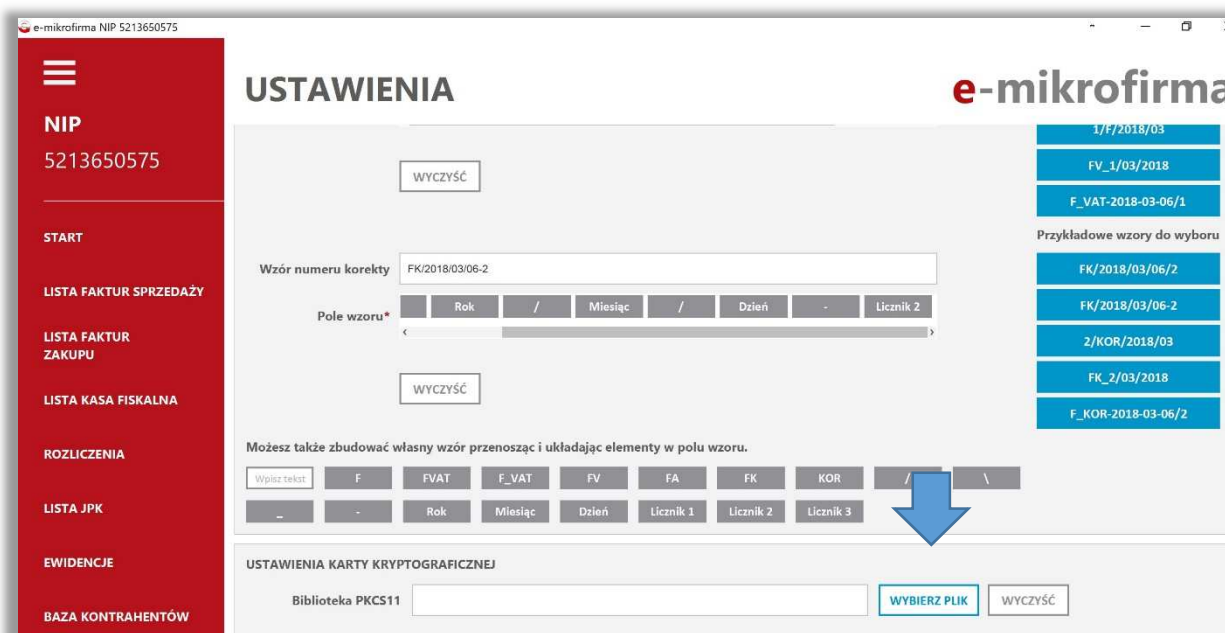 e-mikrofirma NIP 5213650575
USTAWIENIA
e-mikrofirma
NIP
5213650575
START
LISTA FAKTUR SPRZEDAŻY
LISTA FAKTUR
ZAKUPU
LISTA KASA FISKALNA
ROZLICZENIA
LISTA JPK
EWIDENCJE
BAZA KONTRAHENTÓW
WYCZYŚĆ
1/F/2018/03
FV_1/03/2018
F_VAT-2018-03-06/1
Przykładowe wzory do wyboru
Wzór numeru korekty FK/2018/03/06-2
Pole wzoru* Rok / Miesiąc / Dzień - Licznik 2
WYCZYŚĆ
FK/2018/03/06/2
FK/2018/03/06-2
2/KOR/2018/03
FK_2/03/2018
F_KOR-2018-03-06/2
Możesz także zbudować własny wzór przenosząc i układając elementy w polu wzoru.
Wpisz tekst F FVAT F_VAT FV FA FK KOR / \
_ - Rok Miesiąc Dzień Licznik 1 Licznik 2 Licznik 3
USTAWIENIA KARTY KRYPTOGRAFICZNEJ
Biblioteka PKCS11 WYBIERZ PLIK WYCZYŚĆ